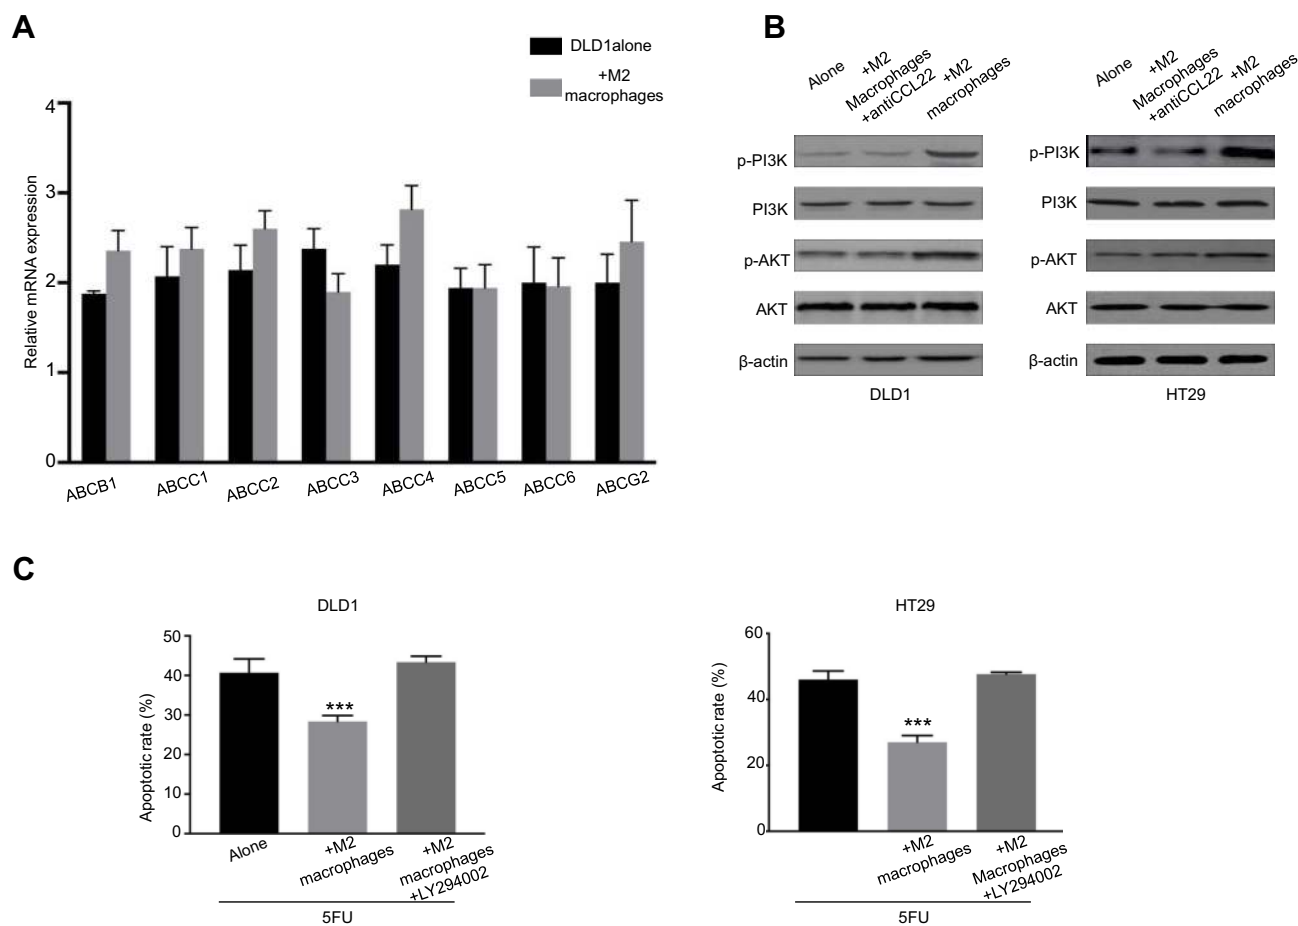 A
DLD1alone
+M2
macrophages
Relative mRNA expression
4
3
2
1
0
ABCB1
ABCC1
ABCC2
ABCC3
ABCC4
ABCC5
ABCC6
ABCG2
B
Alone
+M2
Macrophages
+antiCCL22
+M2
macrophages
p-PI3K
PI3K
p-AKT
AKT
β-actin
DLD1
Alone
+M2
Macrophages
+antiCCL22
+M2
macrophages
p-PI3K
PI3K
p-AKT
AKT
β-actin
HT29
C
DLD1
Apoptotic rate (%)
50
40
30
20
10
0
***
Alone
+M2
macrophages
+M2
macrophages
+LY294002
5FU
HT29
Apoptotic rate (%)
60
40
20
0
***
+M2
macrophages
+M2
Macrophages
+LY294002
5FU